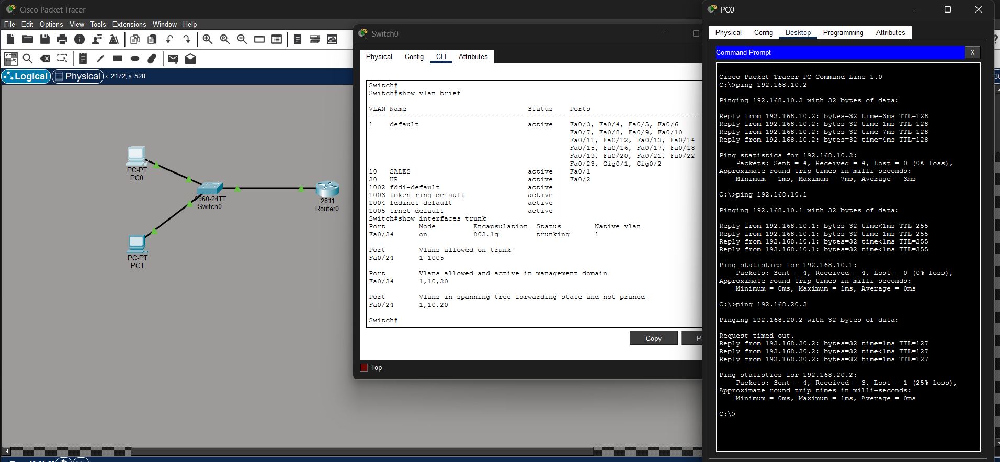 Cisco Packet Tracer
File Edit Options View Tools Extensions Window Help
Logical Physical x: 2172, y: 528
PC-PT
PC0
2960-24TT
Switch0
2811
Router0
PC-PT
PC1
Switch0
Physical Config CLI Attributes
Switch#
Switch#show vlan brief
VLAN Name Status Ports
---- -------------------------------- --------- -------------------------------
1 default active Fa0/3, Fa0/4, Fa0/5, Fa0/6
Fa0/7, Fa0/8, Fa0/9, Fa0/10
Fa0/11, Fa0/12, Fa0/13, Fa0/14
Fa0/15, Fa0/16, Fa0/17, Fa0/18
Fa0/19, Fa0/20, Fa0/21, Fa0/22
Fa0/23, Gig0/1, Gig0/2
10 SALES active Fa0/1
20 HR active Fa0/2
1002 fddi-default active
1003 token-ring-default active
1004 fddinet-default active
1005 trnet-default active
Switch#show interfaces trunk
Port Mode Encapsulation Status Native vlan
Fa0/24 on 802.1q trunking 1
Port Vlans allowed on trunk
Fa0/24 1-1005
Port Vlans allowed and active in management domain
Fa0/24 1,10,20
Port Vlans in spanning tree forwarding state and not pruned
Fa0/24 1,10,20
Switch#
Copy
Top
PC0
Physical Config Desktop Programming Attributes
Command Prompt X
Cisco Packet Tracer PC Command Line 1.0
C:\>ping 192.168.10.2
Pinging 192.168.10.2 with 32 bytes of data:
Reply from 192.168.10.2: bytes=32 time=3ms TTL=128
Reply from 192.168.10.2: bytes=32 time=1ms TTL=128
Reply from 192.168.10.2: bytes=32 time=7ms TTL=128
Reply from 192.168.10.2: bytes=32 time=4ms TTL=128
Ping statistics for 192.168.10.2:
Packets: Sent = 4, Received = 4, Lost = 0 (0% loss),
Approximate round trip times in milli-seconds:
Minimum = 1ms, Maximum = 7ms, Average = 3ms
C:\>ping 192.168.10.1
Pinging 192.168.10.1 with 32 bytes of data:
Reply from 192.168.10.1: bytes=32 time<1ms TTL=255
Reply from 192.168.10.1: bytes=32 time=1ms TTL=255
Reply from 192.168.10.1: bytes=32 time<1ms TTL=255
Reply from 192.168.10.1: bytes=32 time<1ms TTL=255
Ping statistics for 192.168.10.1:
Packets: Sent = 4, Received = 4, Lost = 0 (0% loss),
Approximate round trip times in milli-seconds:
Minimum = 0ms, Maximum = 1ms, Average = 0ms
C:\>ping 192.168.20.2
Pinging 192.168.20.2 with 32 bytes of data:
Request timed out.
Reply from 192.168.20.2: bytes=32 time=1ms TTL=127
Reply from 192.168.20.2: bytes=32 time<1ms TTL=127
Reply from 192.168.20.2: bytes=32 time=1ms TTL=127
Ping statistics for 192.168.20.2:
Packets: Sent = 4, Received = 3, Lost = 1 (25% loss),
Approximate round trip times in milli-seconds:
Minimum = 0ms, Maximum = 1ms, Average = 0ms
C:\>